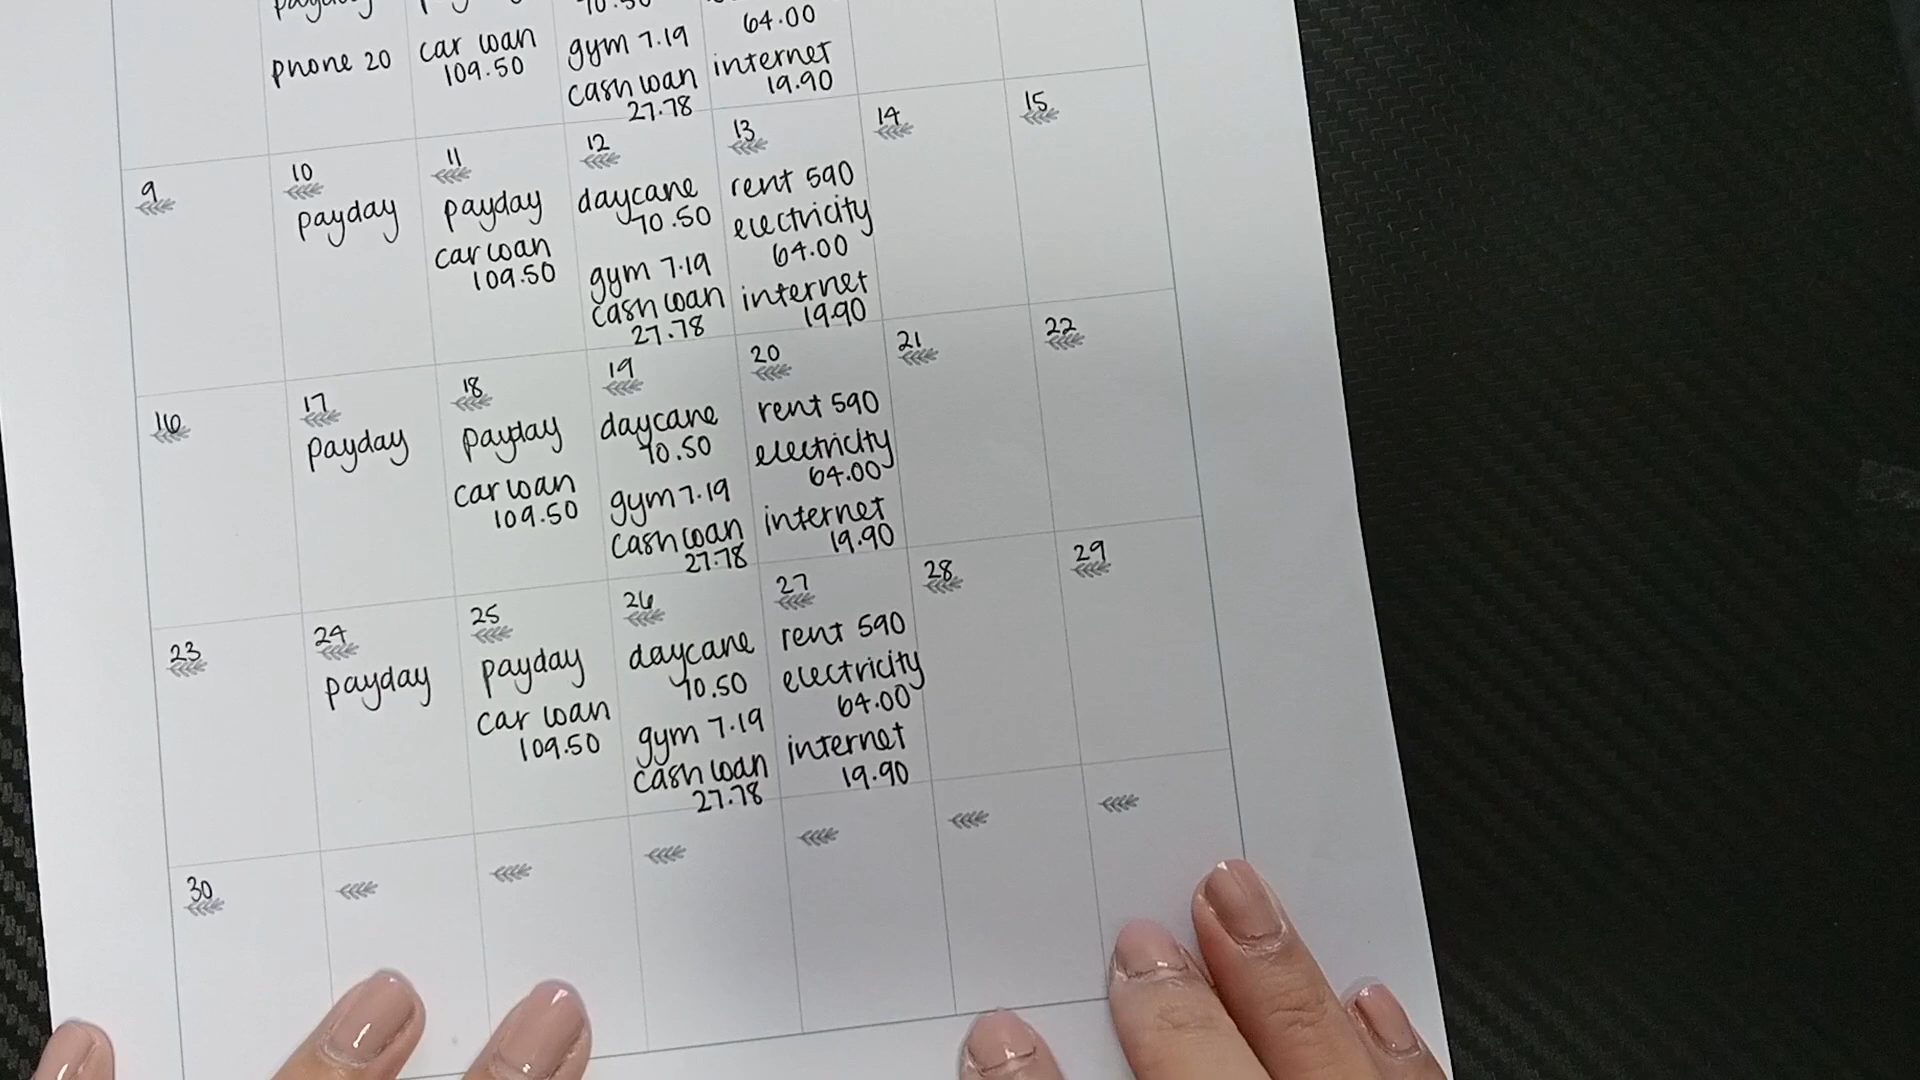 phone 20
car loan
109.50
gym 7.19
cash loan
27.78
64.00
internet
19.90
9
10
payday
11
payday
car loan
109.50
12
daycare
70.50
gym 7.19
cash loan
27.78
13
rent 590
electricity
64.00
internet
19.90
14
15
16
17
payday
18
payday
car loan
109.50
19
daycare
70.50
gym 7.19
cash loan
27.78
20
rent 590
electricity
64.00
internet
19.90
21
22
23
24
payday
25
payday
car loan
109.50
26
daycare
70.50
gym 7.19
cash loan
27.78
27
rent 590
electricity
64.00
internet
19.90
28
29
30